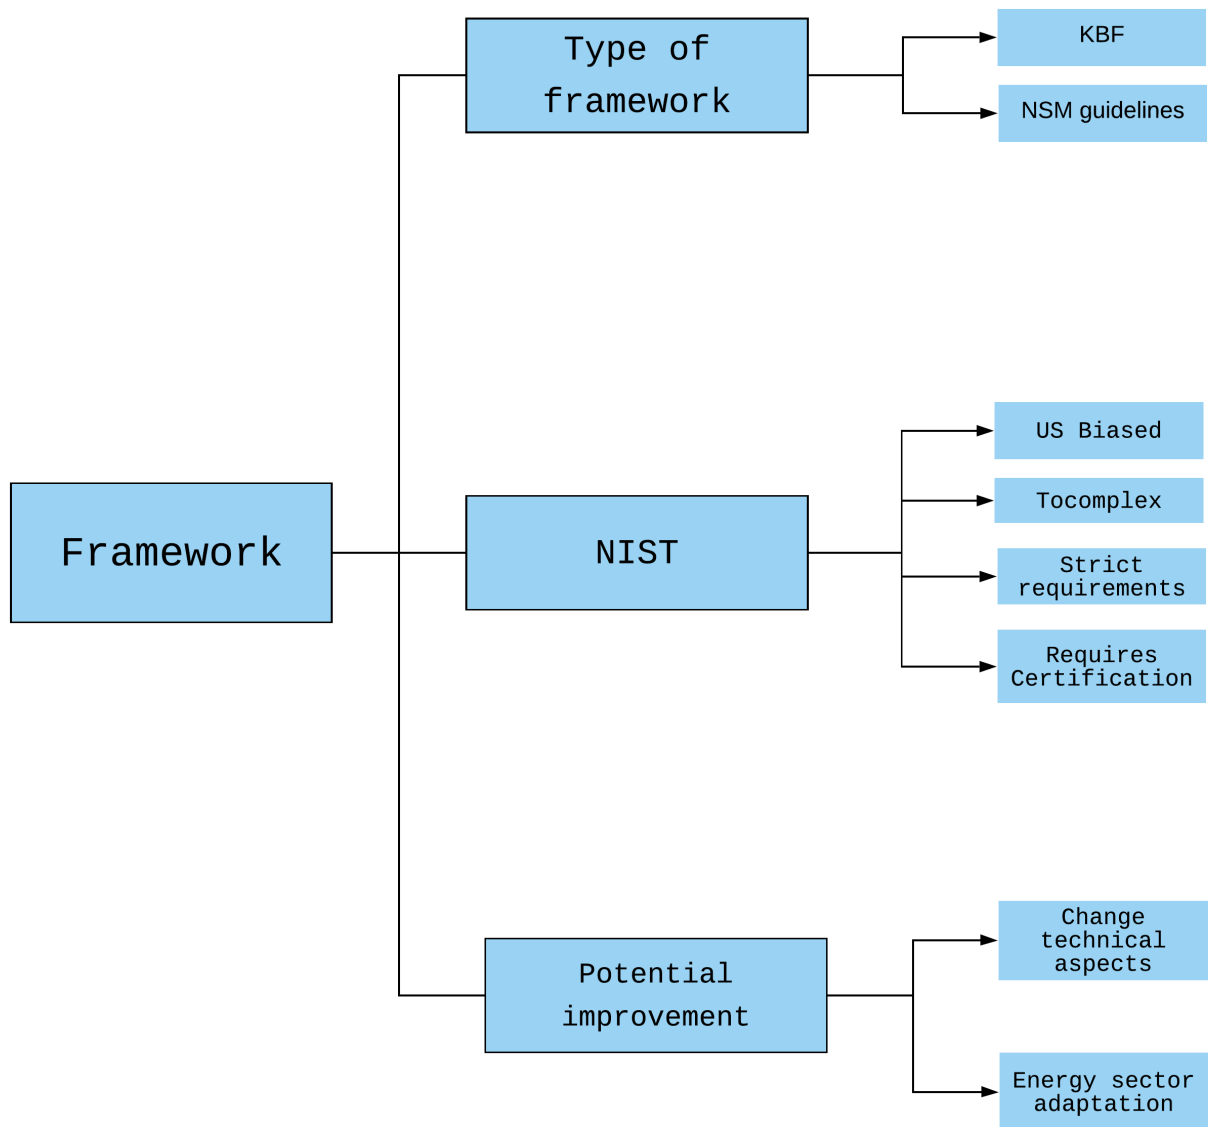 Type of
framework
KBF
NSM guidelines
Framework
NIST
US Biased
Tocomplex
Strict
requirements
Requires
Certification
Potential
improvement
Change
technical
aspects
Energy sector
adaptation